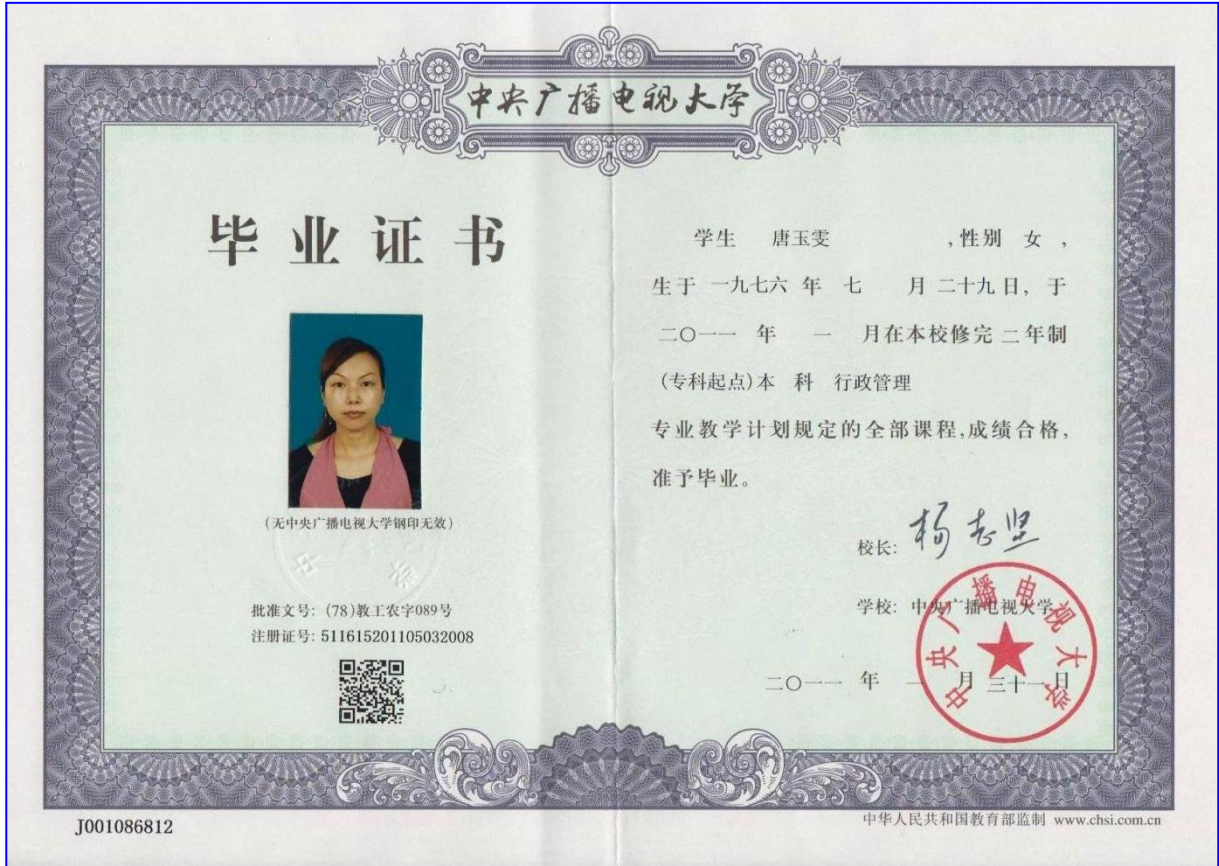 中央广播电视大学
毕业证书
(无中央广播电视大学钢印无效)
批准文号: (78)教工农字089号
注册证号: 511615201105032008
学生 唐玉雯 ,性别 女 ,
生于 一九七六 年 七 月 二十九 日, 于
二〇一一 年 一 月在本校修完 二 年制
(专科起点)本 科 行政管理
专业教学计划规定的全部课程,成绩合格,
准予毕业。
校长: 杨志坚
学校: 中央广播电视大学
二〇一一 年 一 月 三十一 日
中央广播电视大学
J001086812
中华人民共和国教育部监制 www.chsi.com.cn